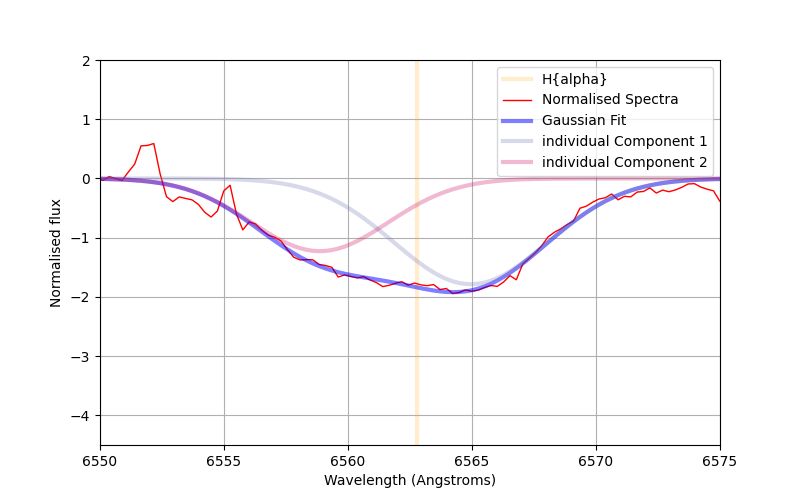 2
1
0
−1
−2
−3
−4
Normalised flux
H{alpha}
Normalised Spectra
Gaussian Fit
individual Component 1
individual Component 2
6550 6555 6560 6565 6570 6575
Wavelength (Angstroms)